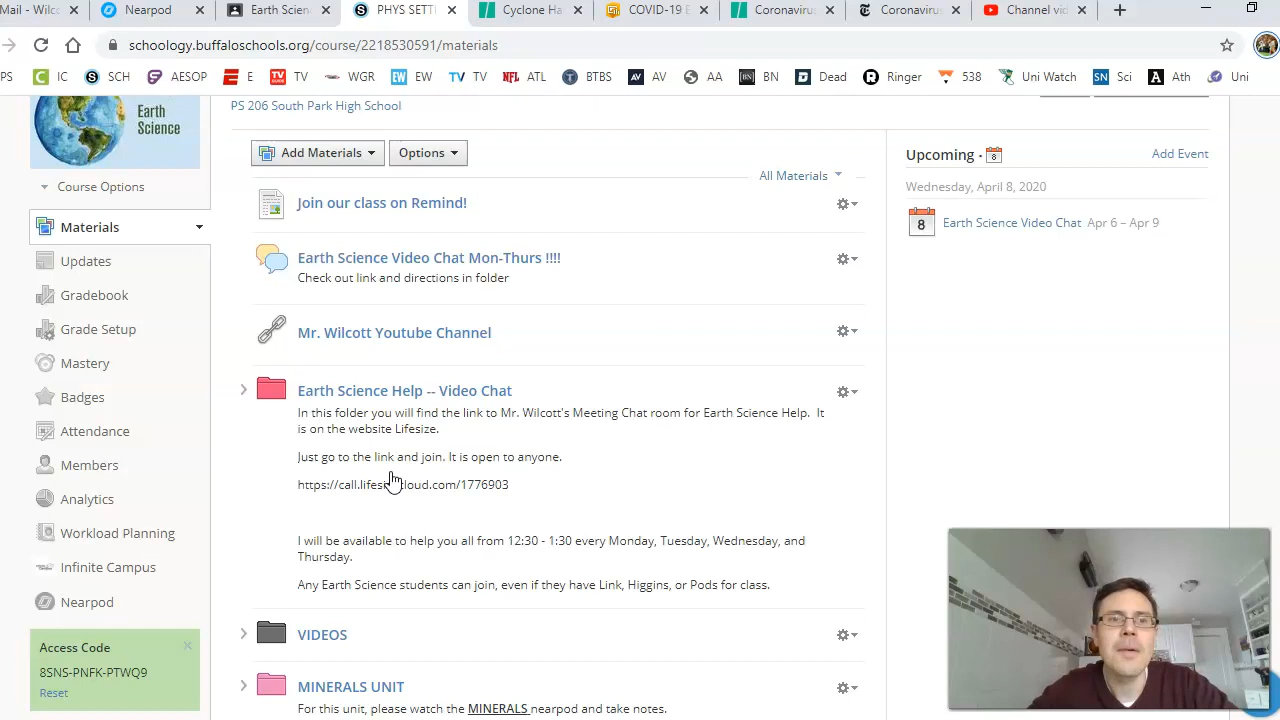 Mail - Wilco
Nearpod
Earth Scien
PHYS SETTI
Cyclone Ha
COVID-19 E
Coronavirus
Coronavirus
Channel vid
schoology.buffaloschools.org/course/2218530591/materials
PS
IC
SCH
AESOP
EE
TV
WGR
EW
TV
ATL
BTBS
AV
AA
BN
Dead
Ringer
538
Uni Watch
Sci
Ath
Uni
Earth
Science
PS 206 South Park High School
Add Materials
Options
All Materials
Upcoming ·
Add Event
Wednesday, April 8, 2020
8
Earth Science Video Chat Apr 6 – Apr 9
Course Options
Materials
Updates
Gradebook
Grade Setup
Mastery
Badges
Attendance
Members
Analytics
Workload Planning
Infinite Campus
Nearpod
Access Code
8SNS-PNFK-PTWQ9
Reset
Join our class on Remind!
Earth Science Video Chat Mon-Thurs !!!!
Check out link and directions in folder
Mr. Wilcott Youtube Channel
Earth Science Help -- Video Chat
In this folder you will find the link to Mr. Wilcott's Meeting Chat room for Earth Science Help. It
is on the website Lifesize.
Just go to the link and join. It is open to anyone.
https://call.lifesizecloud.com/1776903
I will be available to help you all from 12:30 - 1:30 every Monday, Tuesday, Wednesday, and
Thursday.
Any Earth Science students can join, even if they have Link, Higgins, or Pods for class.
VIDEOS
MINERALS UNIT
For this unit, please watch the MINERALS nearpod and take notes.